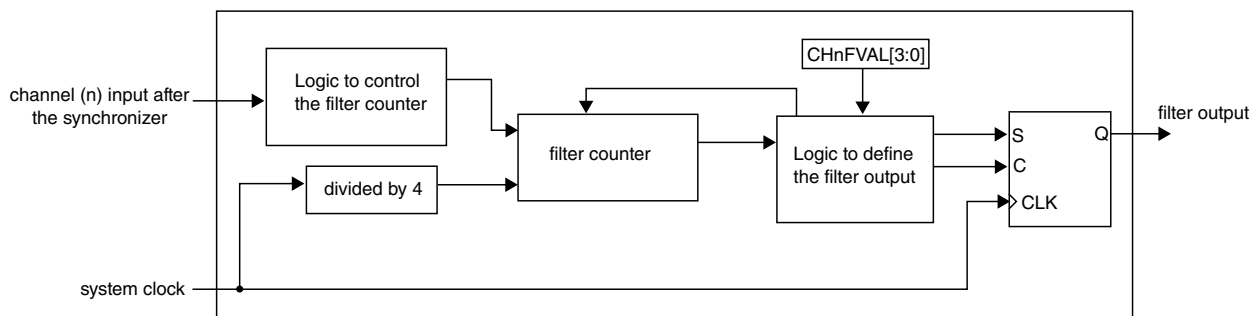 CHnFVAL[3:0]
Logic to control
the filter counter
channel (n) input after
the synchronizer
filter counter
Logic to define
the filter output
S
Q
C
CLK
filter output
divided by 4
system clock